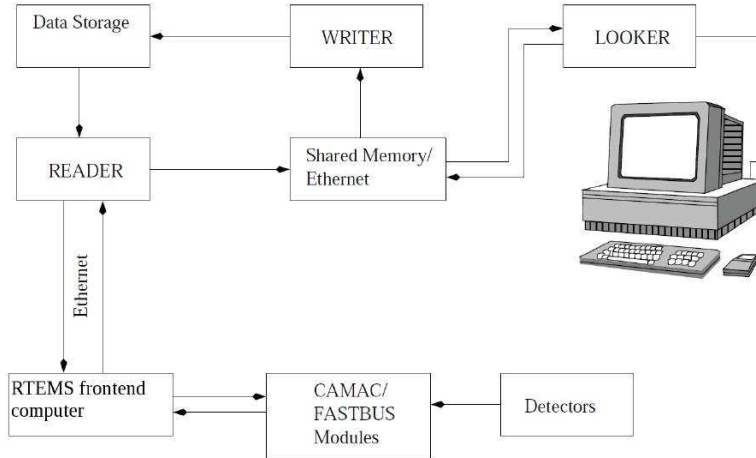 Data Storage
WRITER
LOOKER
READER
Shared Memory/
Ethernet
Ethernet
RTEMS frontend
computer
CAMAC/
FASTBUS
Modules
Detectors